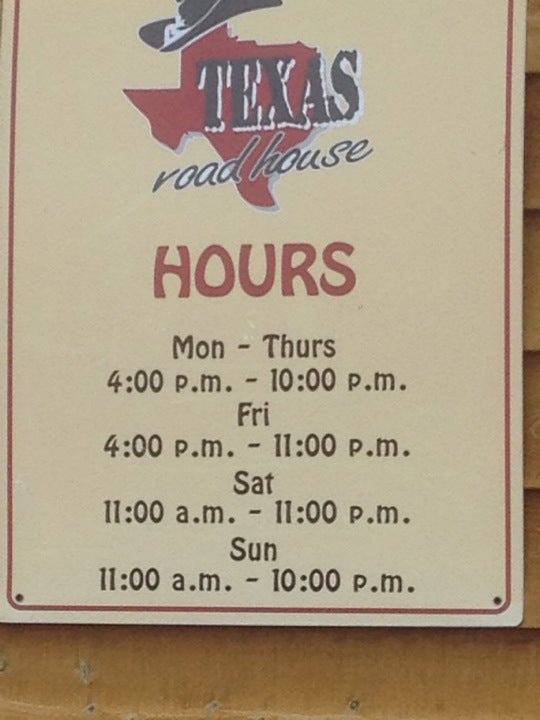 TEXAS
road house
HOURS
Mon - Thurs
4:00 p.m. - 10:00 p.m.
Fri
4:00 p.m. - 11:00 p.m.
Sat
11:00 a.m. - 11:00 p.m.
Sun
11:00 a.m. - 10:00 p.m.